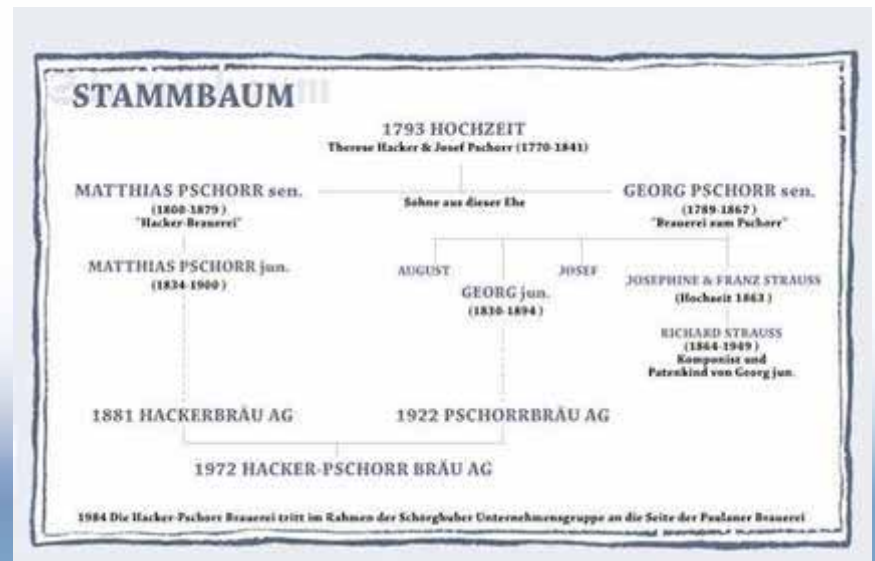 STAMMBAUM
1793 HOCHZEIT
Therese Hacker & Josef Pschorr (1770-1841)
MATTHIAS PSCHORR sen.
(1800-1879)
"Hacker-Brauerei"
Söhne aus dieser Ehe
GEORG PSCHORR sen.
(1789-1867)
"Brauerei zum Pschorr"
MATTHIAS PSCHORR jun.
(1834-1900)
AUGUST
GEORG jun.
(1830-1894)
JOSEF
JOSEPHINE & FRANZ STRAUSS
(Hochzeit 1863)
RICHARD STRAUSS
(1864-1949)
Komponist und
Patenkind von Georg jun.
1881 HACKERBRÄU AG
1922 PSCHORRBRÄU AG
1972 HACKER-PSCHORR BRÄU AG
1984 Die Hacker-Pschorr Brauerei tritt im Rahmen der Schörghuber Unternehmensgruppe an die Seite der Paulaner Brauerei